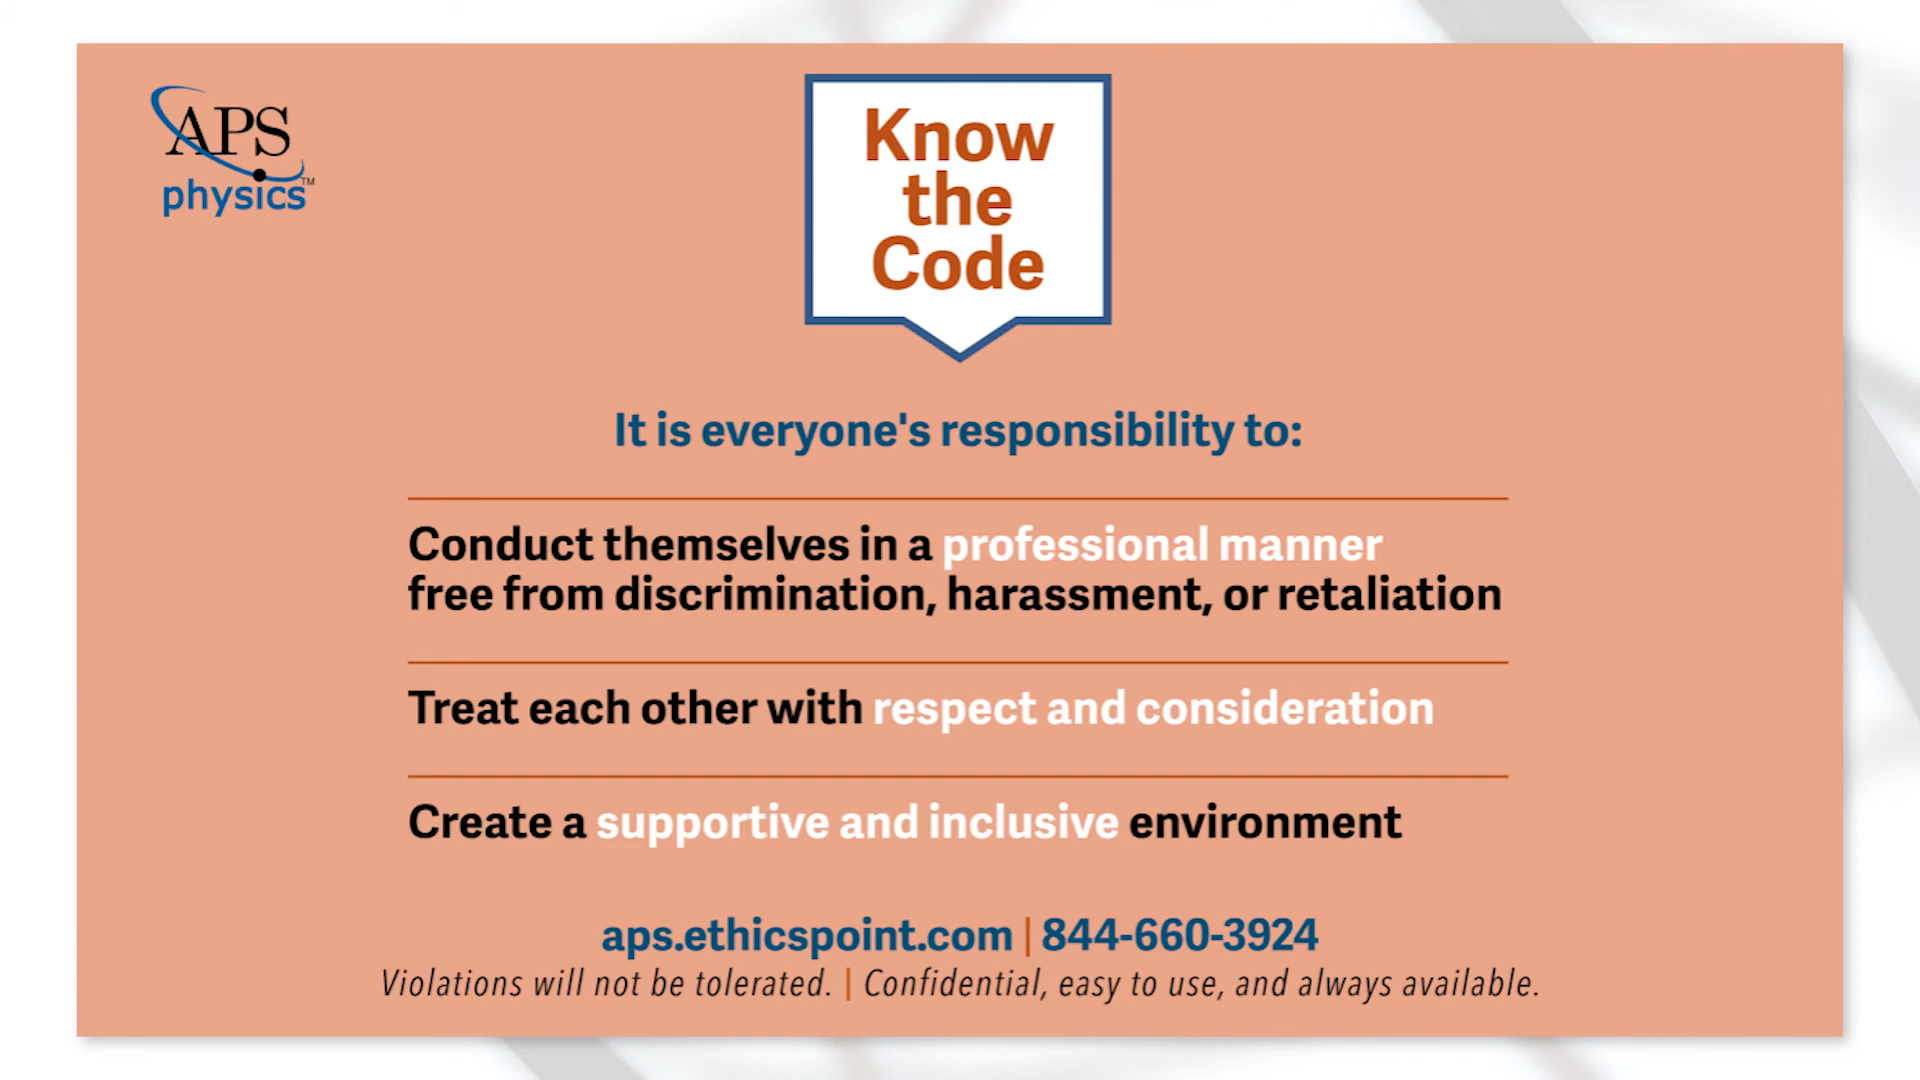 APS
physics™
Know
the
Code
It is everyone's responsibility to:
Conduct themselves in a professional manner
free from discrimination, harassment, or retaliation
Treat each other with respect and consideration
Create a supportive and inclusive environment
aps.ethicspoint.com | 844-660-3924
Violations will not be tolerated. | Confidential, easy to use, and always available.